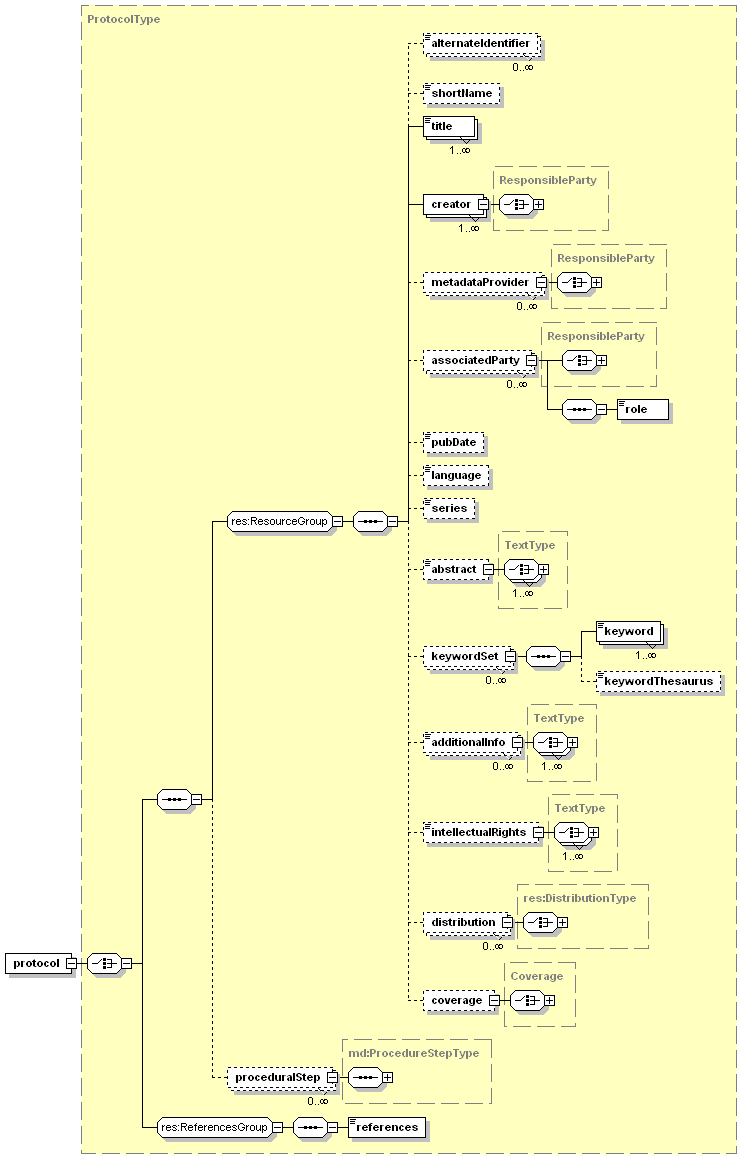 ProtocolType
alternateIdentifier
0..∞
shortName
title
1..∞
ResponsibleParty
creator
1..∞
ResponsibleParty
metadataProvider
0..∞
ResponsibleParty
associatedParty
0..∞
role
pubDate
language
series
res:ResourceGroup
TextType
abstract
1..∞
keyword
1..∞
keywordSet
0..∞
keywordThesaurus
TextType
additionalInfo
0..∞ 1..∞
TextType
intellectualRights
1..∞
res:DistributionType
distribution
0..∞
protocol
Coverage
coverage
md:ProcedureStepType
proceduralStep
0..∞
res:ReferencesGroup
references